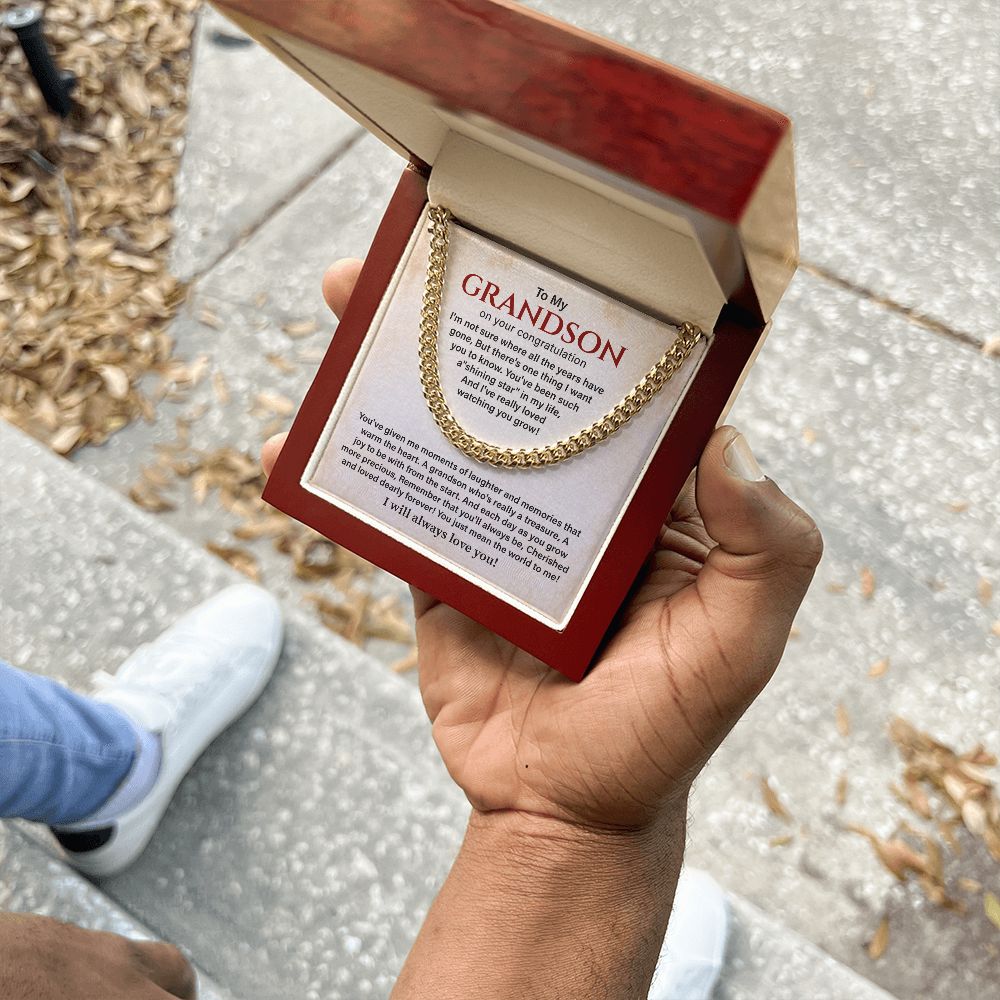 To My
GRANDSON
on your congratulation
I'm not sure where all the years have
gone, But there's one thing I want
you to know. You've been such
a"shining star" in my life,
And I've really loved
watching you grow!
You've given me moments of laughter and memories that
warm the heart. A grandson who's really a treasure, A
joy to be with from the start. And each day as you grow
more precious, Remember that you'll always be, Cherished
and loved dearly forever! You just mean the world to me!
I will always love you!